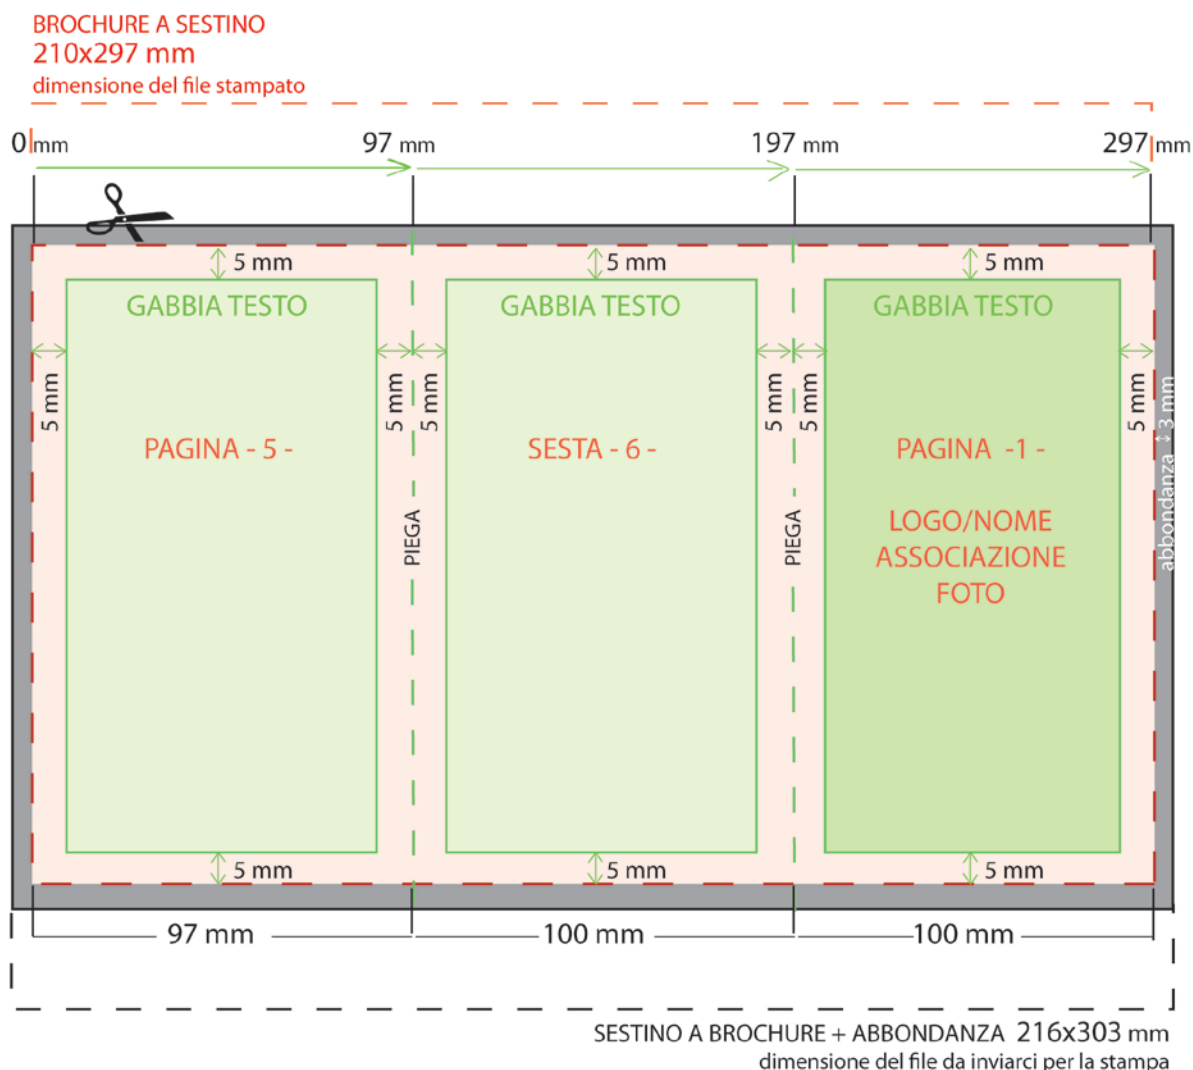 BROCHURE A SESTINO
210x297 mm
dimensione del file stampato
0 mm
97 mm
197 mm
297 mm
5 mm
5 mm
5 mm
GABBIA TESTO
GABBIA TESTO
GABBIA TESTO
5 mm
5 mm
5 mm
5 mm
5 mm
5 mm
abbondanza 3 mm
PAGINA - 5 -
SESTA - 6 -
PAGINA -1 -
LOGO/NOME
ASSOCIAZIONE
FOTO
PIEGA
PIEGA
5 mm
5 mm
5 mm
97 mm
100 mm
100 mm
SESTINO A BROCHURE + ABBONDANZA 216x303 mm
dimensione del file da inviarci per la stampa